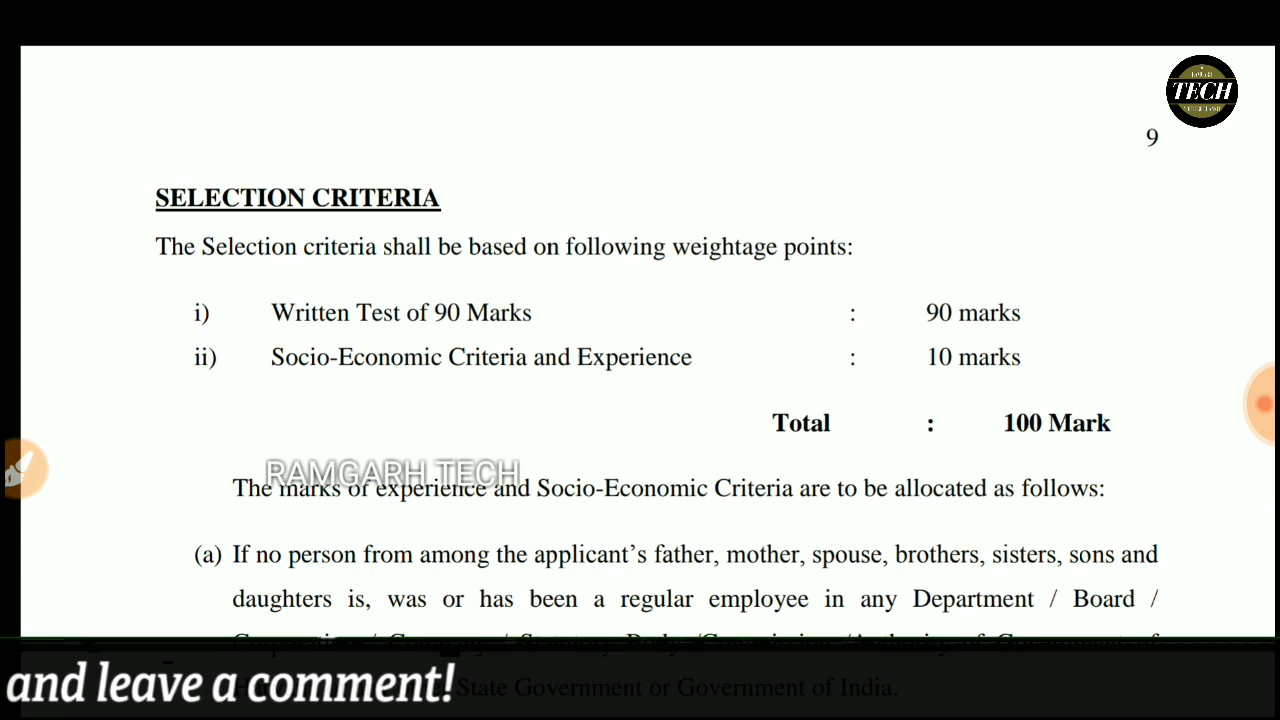 TECH
9
SELECTION CRITERIA
The Selection criteria shall be based on following weightage points:
i) Written Test of 90 Marks : 90 marks
ii) Socio-Economic Criteria and Experience : 10 marks
Total : 100 Mark
RAMGARH TECH
The marks of experience and Socio-Economic Criteria are to be allocated as follows:
(a) If no person from among the applicant’s father, mother, spouse, brothers, sisters, sons and
daughters is, was or has been a regular employee in any Department / Board /
State Government or Government of India.
and leave a comment!